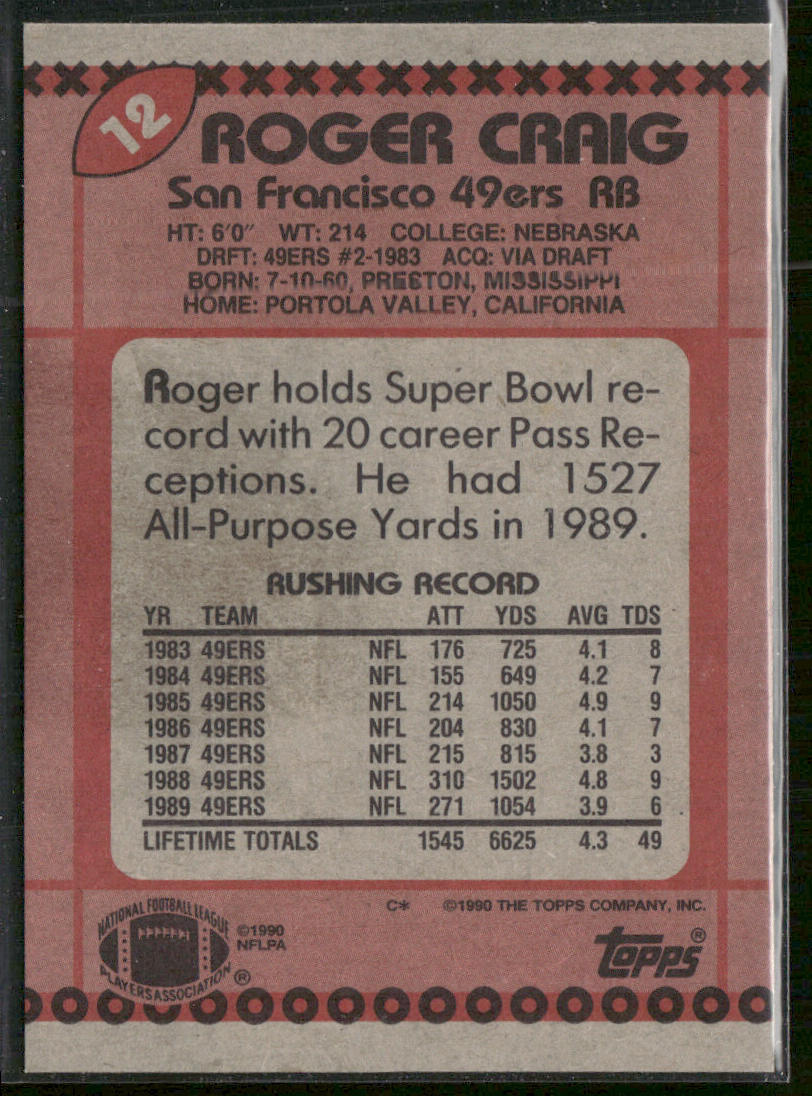 12
ROGER CRAIG
San Francisco 49ers RB
HT: 6'0" WT: 214 COLLEGE: NEBRASKA
DRFT: 49ERS #2-1983 ACQ: VIA DRAFT
BORN: 7-10-60, PRESTON, MISSISSIPPI
HOME: PORTOLA VALLEY, CALIFORNIA
Roger holds Super Bowl re-
cord with 20 career Pass Re-
ceptions. He had 1527
All-Purpose Yards in 1989.
RUSHING RECORD
YR TEAM ATT YDS AVG TDS
1983 49ERS NFL 176 725 4.1 8
1984 49ERS NFL 155 649 4.2 7
1985 49ERS NFL 214 1050 4.9 9
1986 49ERS NFL 204 830 4.1 7
1987 49ERS NFL 215 815 3.8 3
1988 49ERS NFL 310 1502 4.8 9
1989 49ERS NFL 271 1054 3.9 6
LIFETIME TOTALS 1545 6625 4.3 49
C* ©1990 THE TOPPS COMPANY, INC.
NATIONAL FOOTBALL LEAGUE
PLAYERS ASSOCIATION ®
©1990
NFLPA
topps®